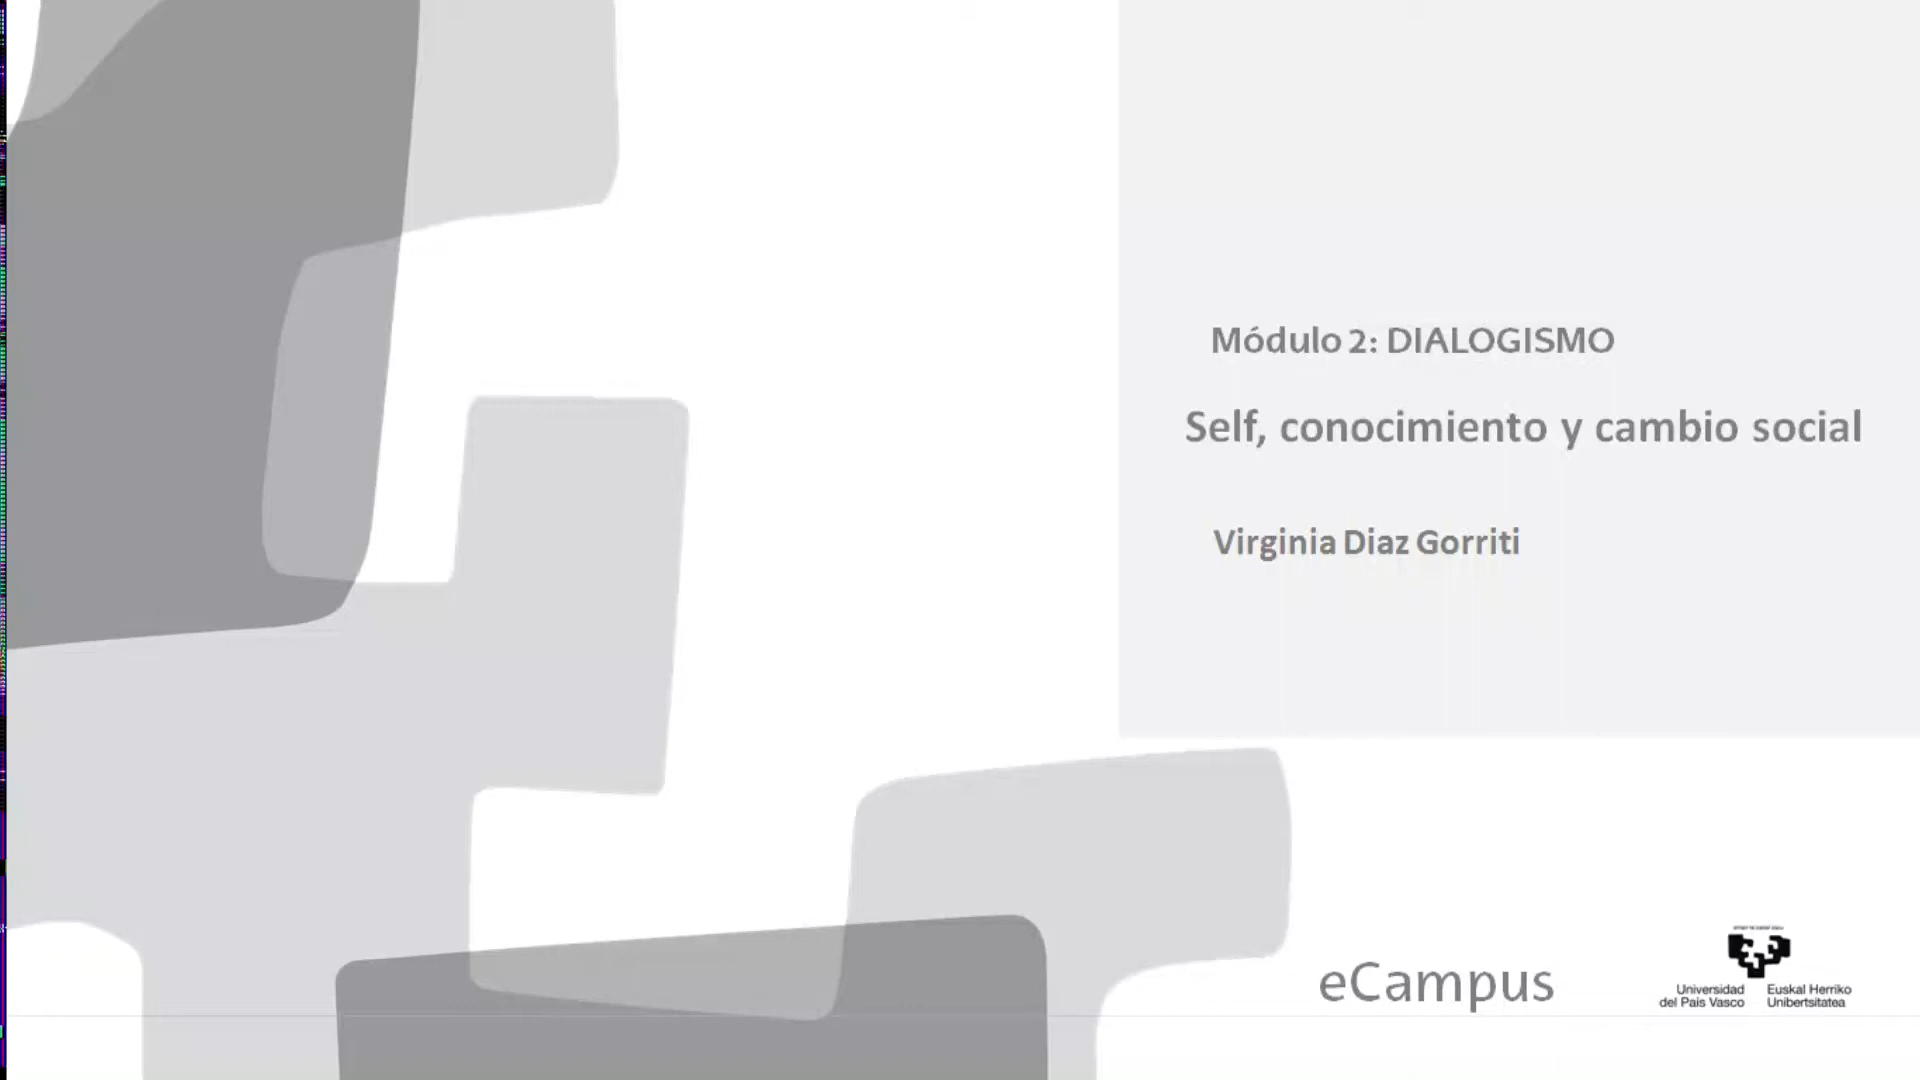 Módulo 2: DIALOGISMO
Self, conocimiento y cambio social
Virginia Diaz Gorriti
eCampus
Universidad del País Vasco
Euskal Herriko Unibertsitatea